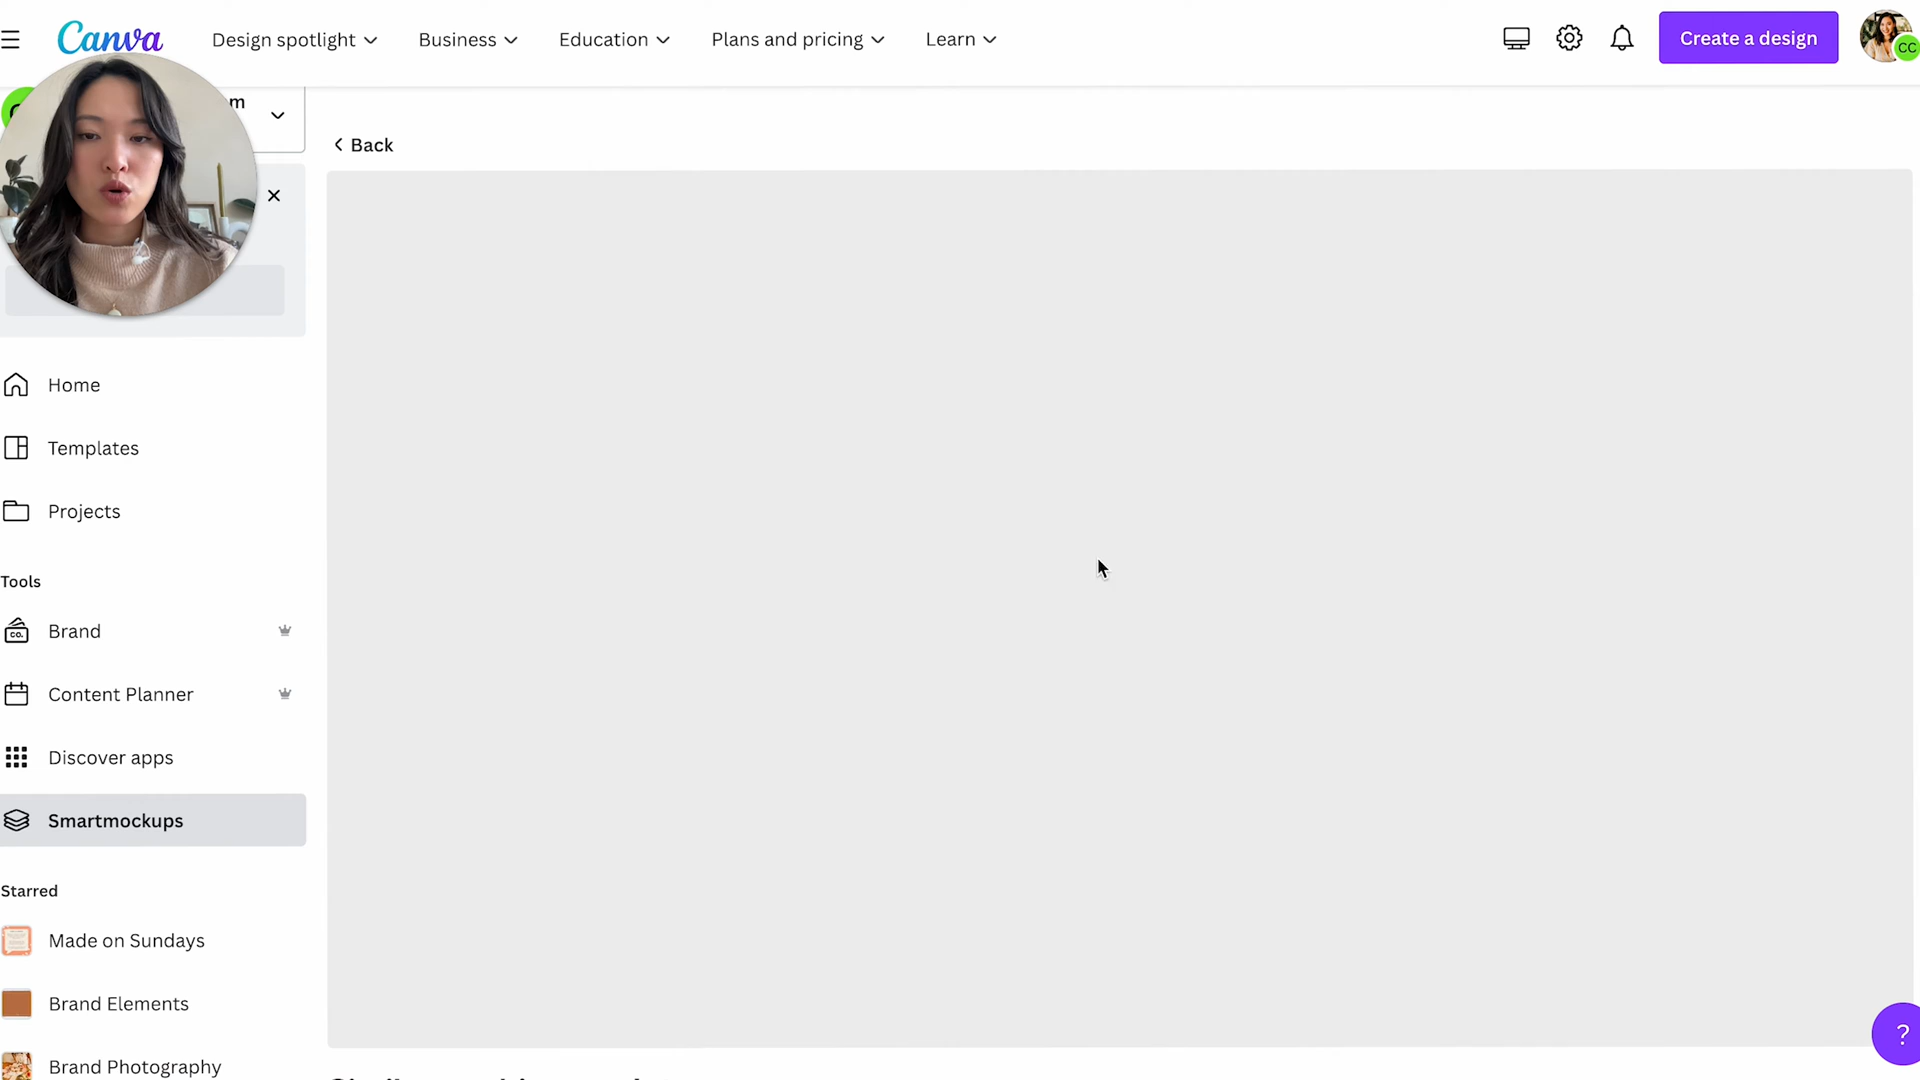 Canva
Design spotlight
Business
Education
Plans and pricing
Learn
Create a design
CC
m
Back
Home
Templates
Projects
Tools
Brand
co.
Content Planner
Discover apps
Smartmockups
Starred
Made on Sundays
Brand Elements
Brand Photography
?